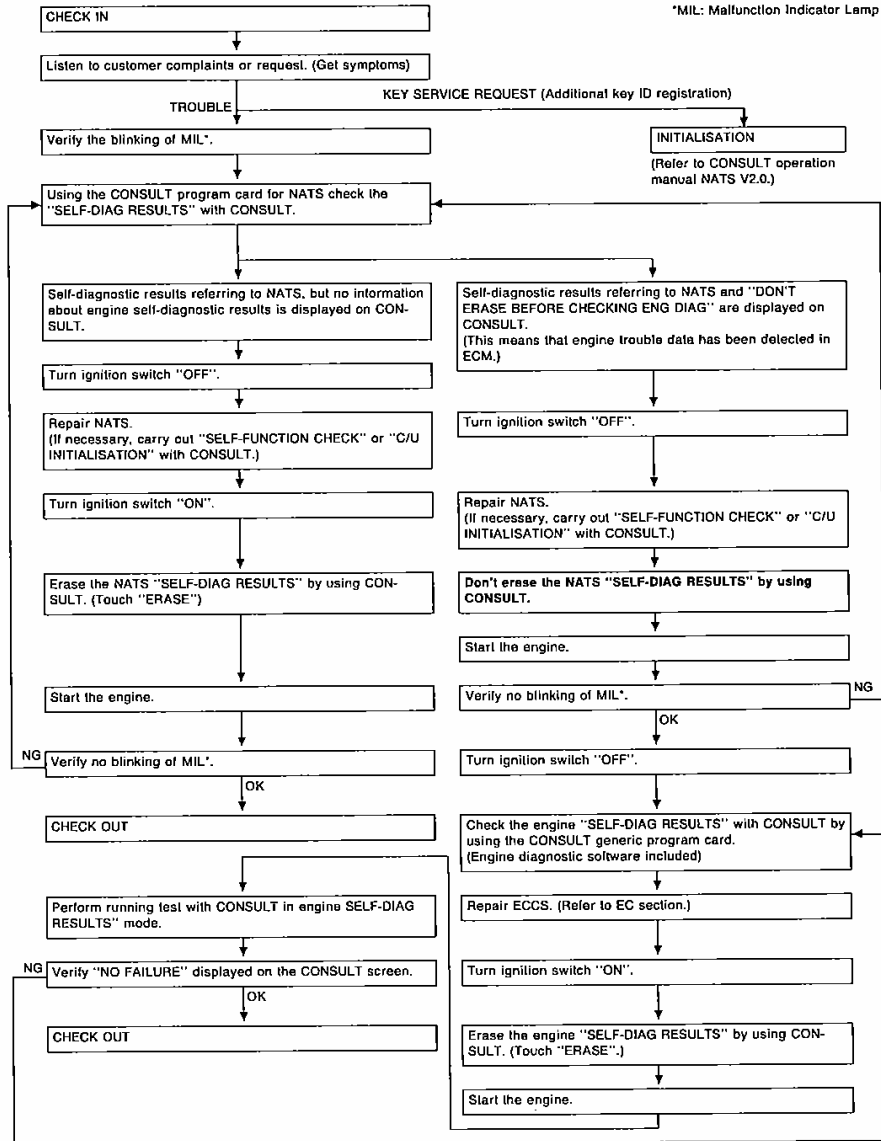 *MIL: Malfunction Indicator Lamp
CHECK IN
Listen to customer complaints or request. (Get symptoms)
KEY SERVICE REQUEST (Additional key ID registration)
TROUBLE
Verify the blinking of MIL*.
INITIALISATION
(Refer to CONSULT operation
manual NATS V2.0.)
Using the CONSULT program card for NATS check the
"SELF-DIAG RESULTS" with CONSULT.
Self-diagnostic results referring to NATS, but no information
about engine self-diagnostic results is displayed on CON-
SULT.
Turn ignition switch "OFF".
Repair NATS.
(If necessary, carry out "SELF-FUNCTION CHECK" or "C/U
INITIALISATION" with CONSULT.)
Turn ignition switch "ON".
Erase the NATS "SELF-DIAG RESULTS" by using CON-
SULT. (Touch "ERASE")
Start the engine.
NG
Verify no blinking of MIL*.
OK
CHECK OUT
Self-diagnostic results referring to NATS and "DON'T
ERASE BEFORE CHECKING ENG DIAG" are displayed on
CONSULT.
(This means that engine trouble data has been detected in
ECM.)
Turn ignition switch "OFF".
Repair NATS.
(If necessary, carry out "SELF-FUNCTION CHECK" or "C/U
INITIALISATION" with CONSULT.)
Don't erase the NATS "SELF-DIAG RESULTS" by using
CONSULT.
Start the engine.
Verify no blinking of MIL*.
NG
OK
Turn ignition switch "OFF".
Check the engine "SELF-DIAG RESULTS" with CONSULT by
using the CONSULT generic program card.
(Engine diagnostic software included)
Repair ECCS. (Refer to EC section.)
Turn ignition switch "ON".
Erase the engine "SELF-DIAG RESULTS" by using CON-
SULT. (Touch "ERASE".)
Start the engine.
Perform running test with CONSULT in engine SELF-DIAG
RESULTS" mode.
NG
Verify "NO FAILURE" displayed on the CONSULT screen.
OK
CHECK OUT